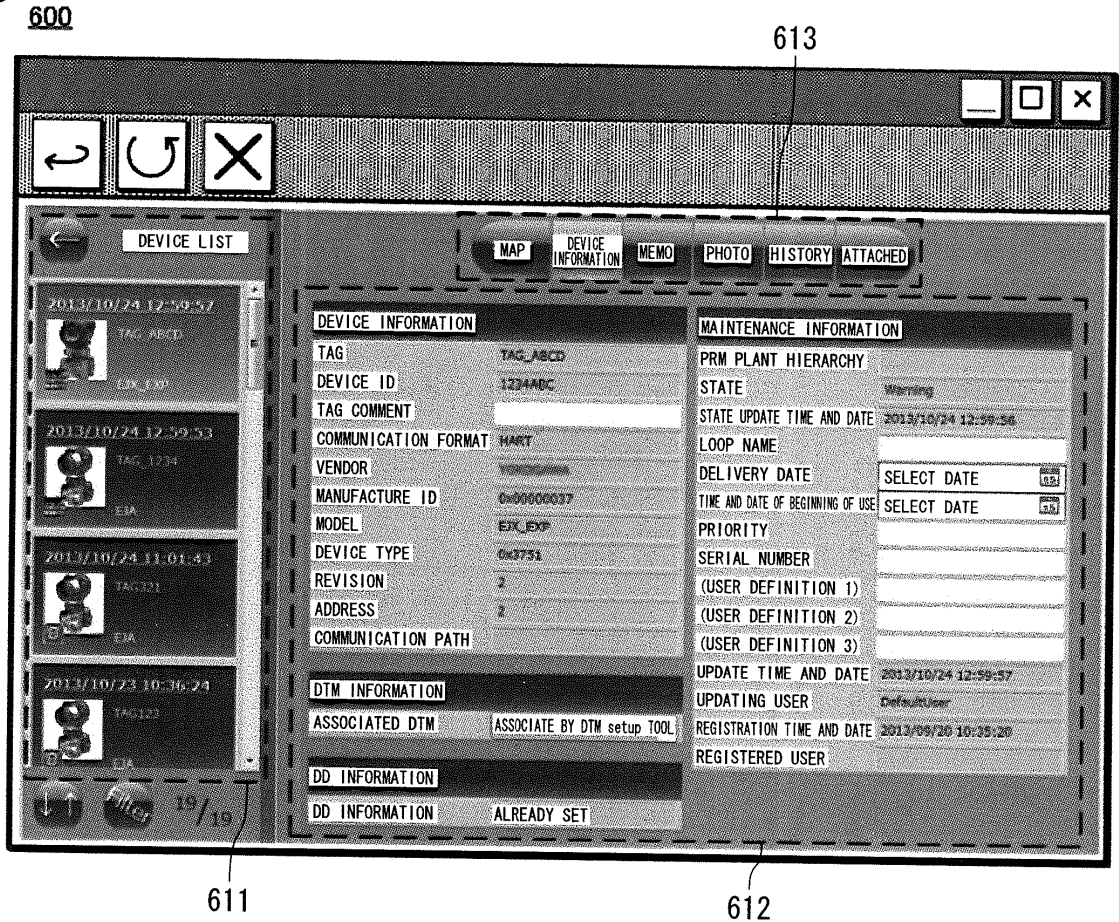 600
613
DEVICE LIST
MAP
DEVICE INFORMATION
MEMO
PHOTO
HISTORY
ATTACHED
2013/10/24 12:59:57
TAG_ABCD
EJX_EXP
2013/10/24 12:59:53
TAG_1234
EJA
2013/10/24 11:01:43
TAG321
EJA
2013/10/23 10:36:24
TAG123
EJA
Filter
19/19
DEVICE INFORMATION
TAG TAG_ABCD
DEVICE ID 1234ABC
TAG COMMENT
COMMUNICATION FORMAT HART
VENDOR YOKOGAWA
MANUFACTURE ID 0x00000037
MODEL EJX_EXP
DEVICE TYPE 0x3751
REVISION 2
ADDRESS 2
COMMUNICATION PATH
DTM INFORMATION
ASSOCIATED DTM ASSOCIATE BY DTM setup TOOL
DD INFORMATION
DD INFORMATION ALREADY SET
MAINTENANCE INFORMATION
PRM PLANT HIERARCHY
STATE Warning
STATE UPDATE TIME AND DATE 2013/10/24 12:59:56
LOOP NAME
DELIVERY DATE SELECT DATE
TIME AND DATE OF BEGINNING OF USE SELECT DATE
PRIORITY
SERIAL NUMBER
(USER DEFINITION 1)
(USER DEFINITION 2)
(USER DEFINITION 3)
UPDATE TIME AND DATE 2013/10/24 12:59:57
UPDATING USER DefaultUser
REGISTRATION TIME AND DATE 2013/09/20 10:35:20
REGISTERED USER
611
612